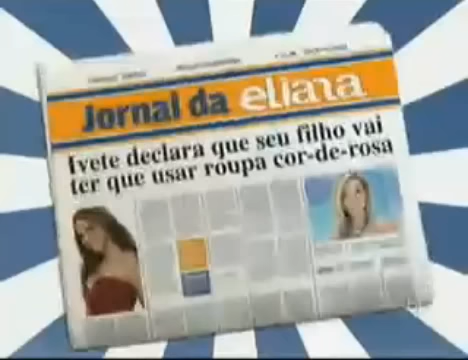 Jornal da eliana
Ivete declara que seu filho vai
ter que usar roupa cor-de-rosa